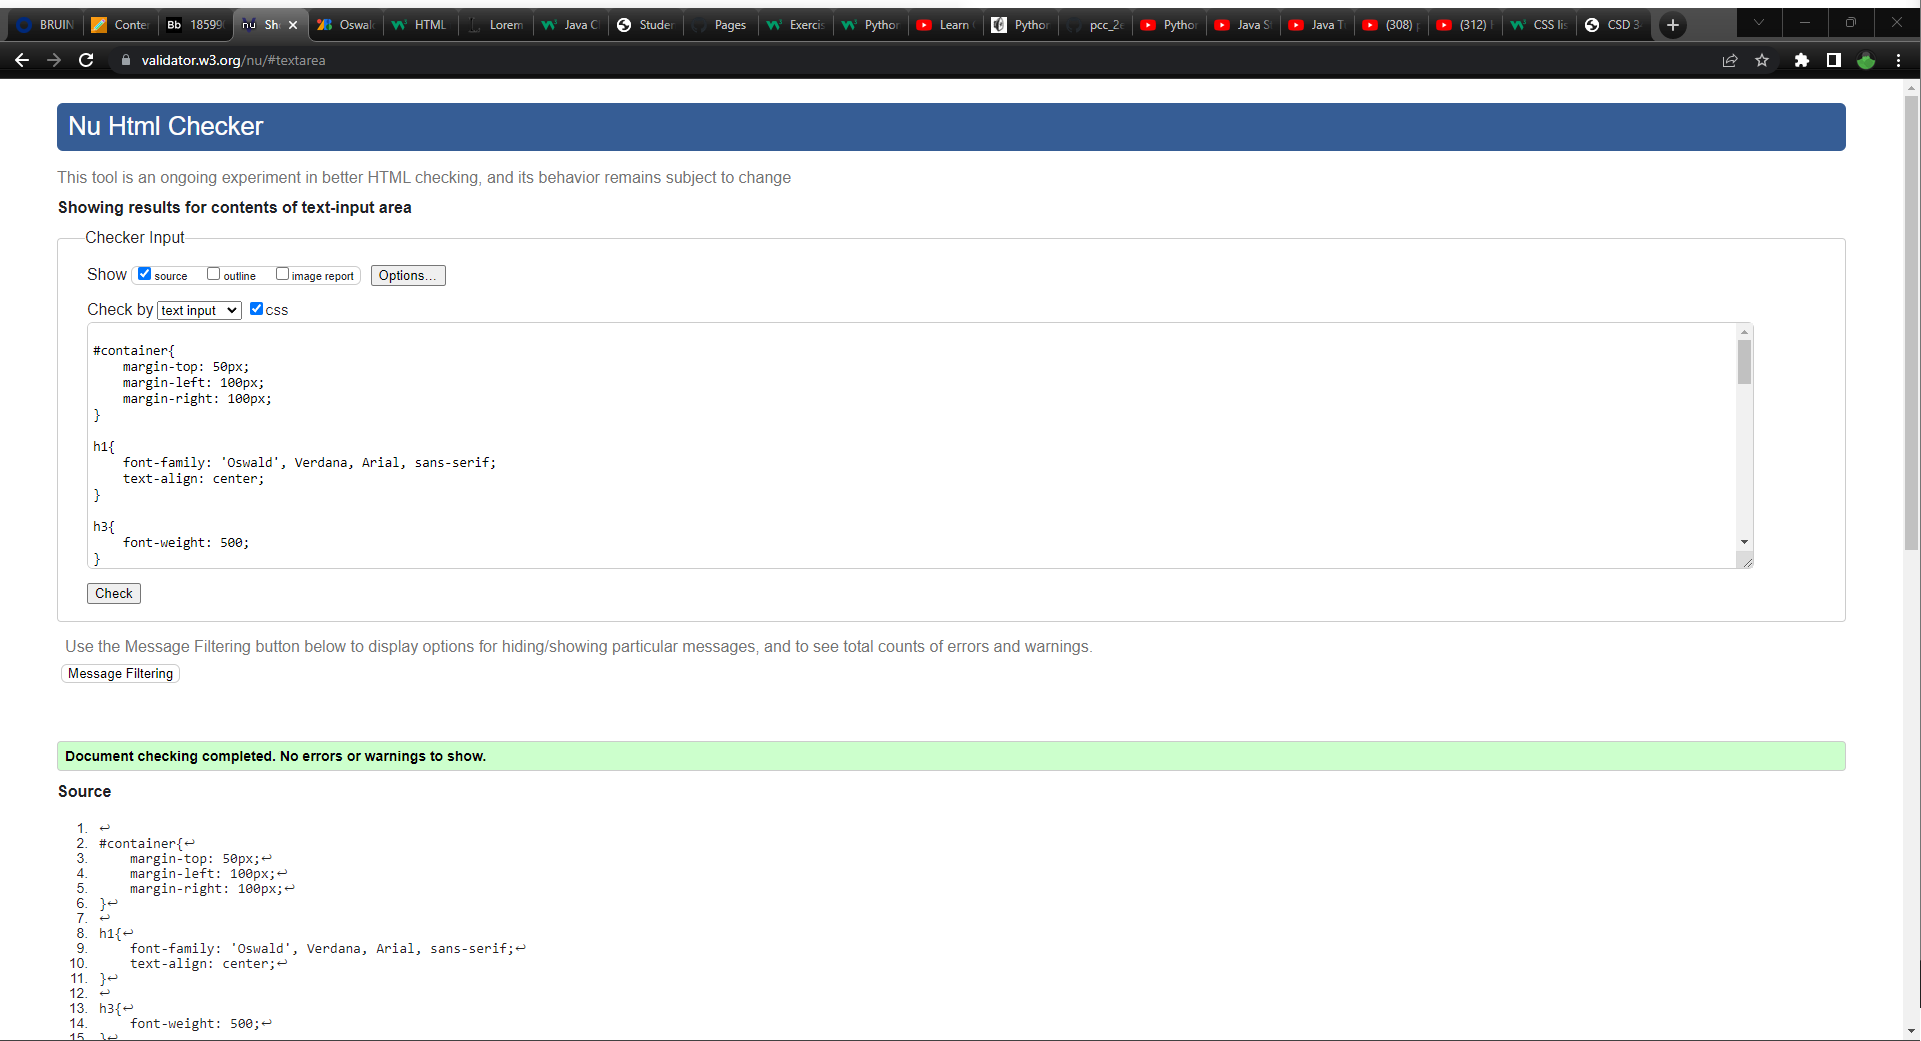 BRUIN
Conte
Bb 18599
nu Sh
Oswal
HTML
Lorem
Java C
Studer
Pages
Exercis
Pythor
Learn
Pythor
pcc_2e
Pythor
Java S
Java T
(308)
(312)
CSS lis
CSD 3-
validator.w3.org/nu/#textarea
Nu Html Checker
This tool is an ongoing experiment in better HTML checking, and its behavior remains subject to change
Showing results for contents of text-input area
Checker Input
Show source outline image report Options...
Check by text input css
#container{
margin-top: 50px;
margin-left: 100px;
margin-right: 100px;
}
h1{
font-family: 'Oswald', Verdana, Arial, sans-serif;
text-align: center;
}
h3{
font-weight: 500;
}
Check
Use the Message Filtering button below to display options for hiding/showing particular messages, and to see total counts of errors and warnings.
Message Filtering
Document checking completed. No errors or warnings to show.
Source
1. ↩
2. #container{↩
3. margin-top: 50px;↩
4. margin-left: 100px;↩
5. margin-right: 100px;↩
6. }↩
7. ↩
8. h1{↩
9. font-family: 'Oswald', Verdana, Arial, sans-serif;↩
10. text-align: center;↩
11. }↩
12. ↩
13. h3{↩
14. font-weight: 500;↩
15. }↩